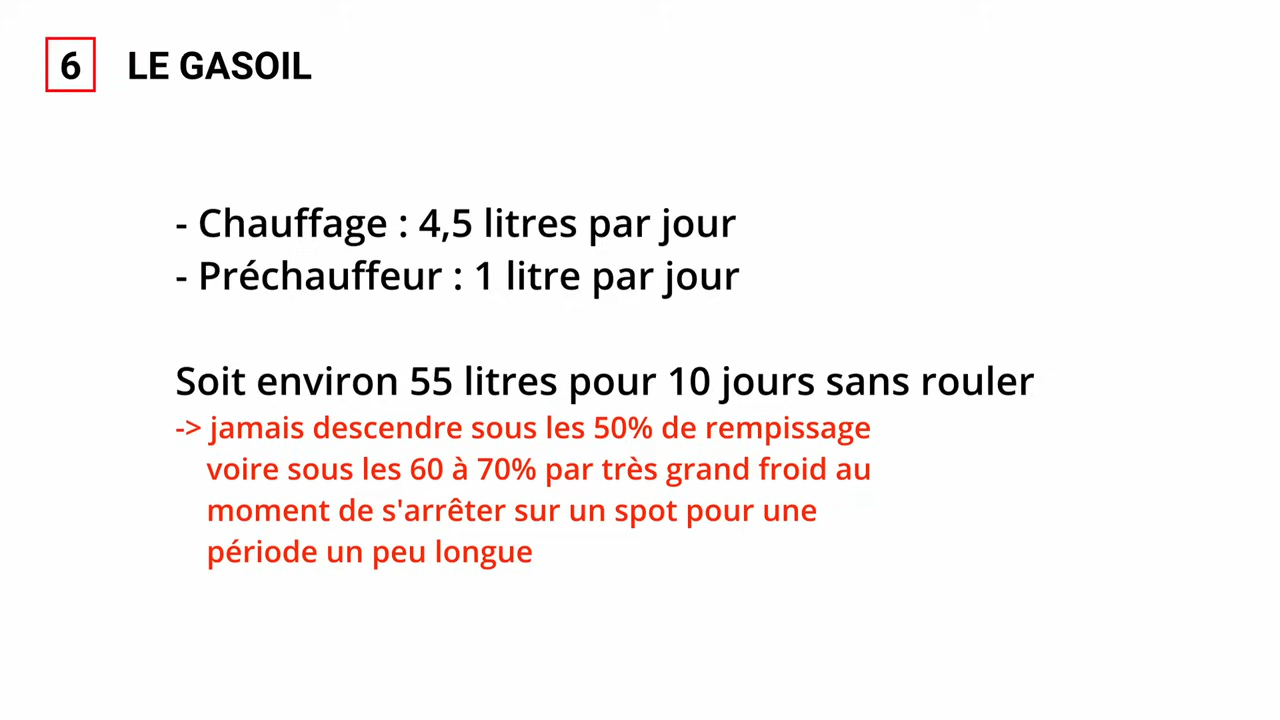 6 LE GASOIL
- Chauffage : 4,5 litres par jour
- Préchauffeur : 1 litre par jour
Soit environ 55 litres pour 10 jours sans rouler
-> jamais descendre sous les 50% de rempissage
voire sous les 60 à 70% par très grand froid au
moment de s'arrêter sur un spot pour une
période un peu longue